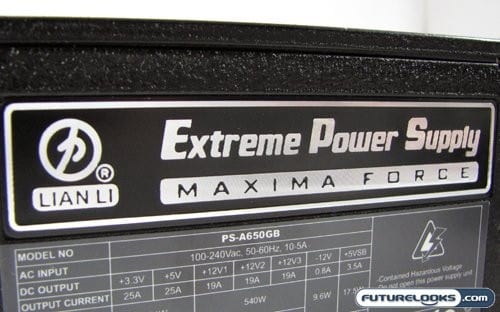 Extreme Power Supply
MAXIMA FORCE
®
LIAN LI
PS-A650GB
MODEL NO
AC INPUT 100-240Vac, 50-60Hz, 10-5A
DC OUTPUT +3.3V +5V +12V1 +12V2 +12V3 -12V +5VSB
OUTPUT CURRENT 25A 25A 19A 19A 19A 0.8A 3.5A
540W 9.6W 17.5W
Contained Hazardous Voltage
FUTURELOOKS.COM